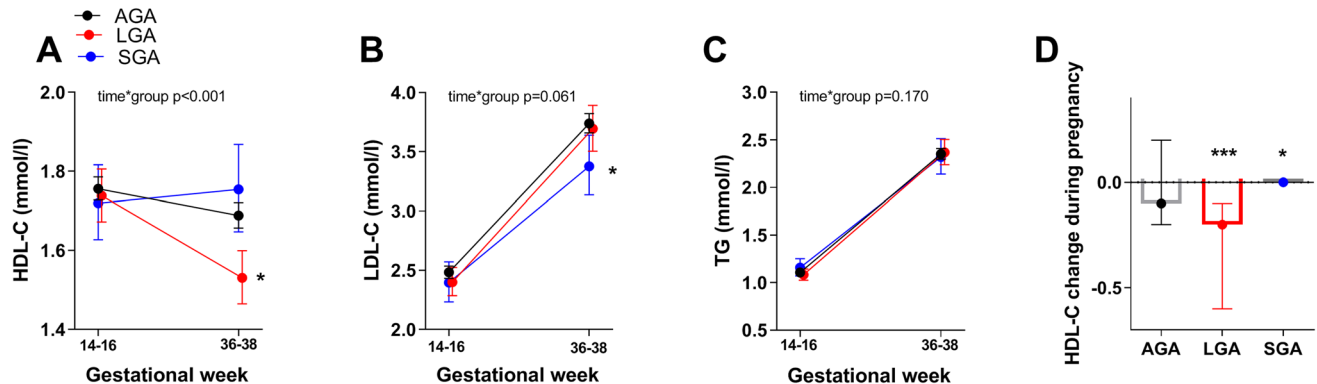 AGA
LGA
SGA
A
time*group p<0.001
HDL-C (mmol/l)
2.0
1.8
1.6
1.4
*
14-16
36-38
Gestational week
B
time*group p=0.061
LDL-C (mmol/l)
4.0
3.5
3.0
2.5
2.0
*
14-16
36-38
Gestational week
C
time*group p=0.170
TG (mmol/l)
3.0
2.5
2.0
1.5
1.0
0.5
14-16
36-38
Gestational week
D
HDL-C change during pregnancy
***
*
0.0
-0.5
AGA
LGA
SGA